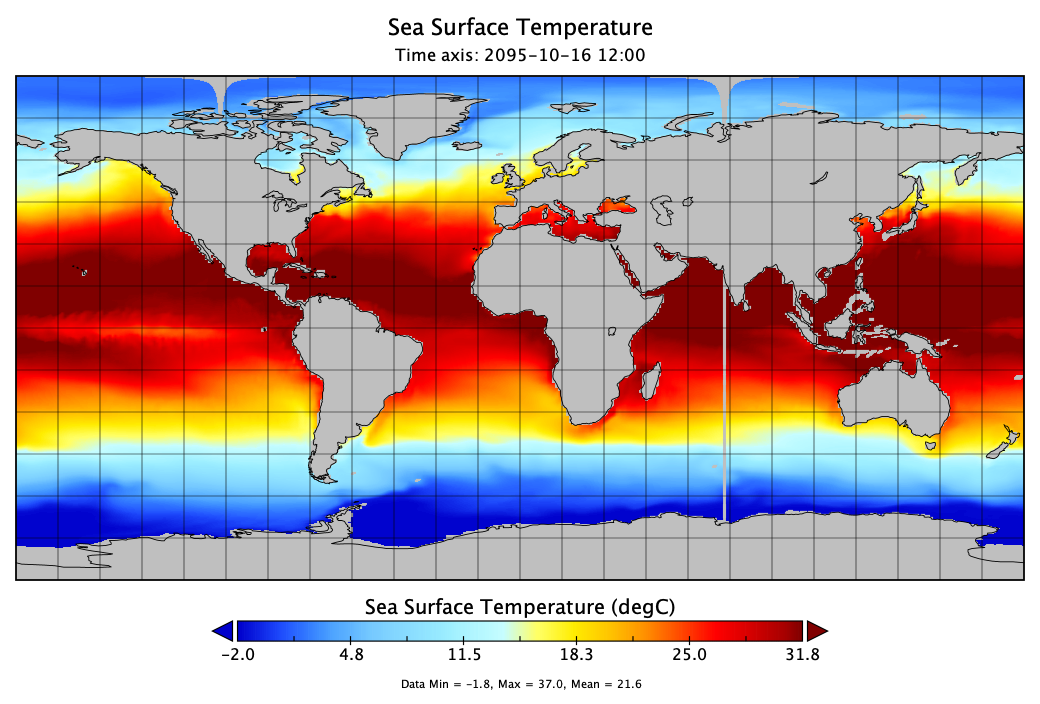 Sea Surface Temperature
Time axis: 2095-10-16 12:00
Sea Surface Temperature (degC)
-2.0 4.8 11.5 18.3 25.0 31.8
Data Min = -1.8, Max = 37.0, Mean = 21.6